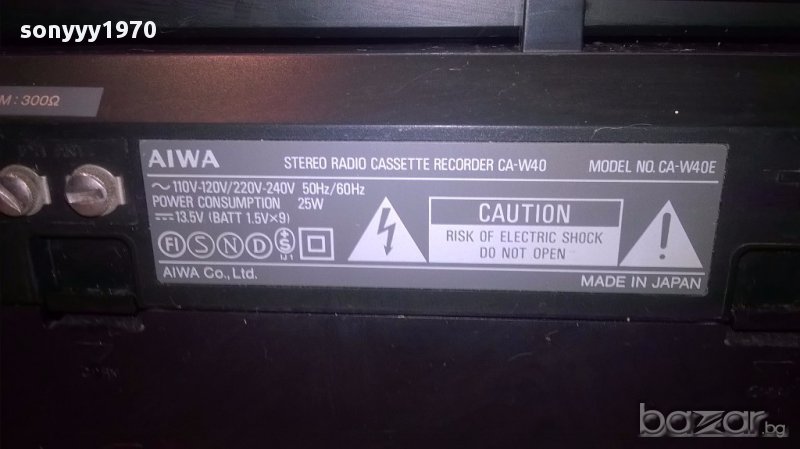 sonyyy1970
M: 300Ω
AIWA STEREO RADIO CASSETTE RECORDER CA-W40 MODEL NO. CA-W40E
~ 110V-120V/220V-240V 50Hz/60Hz
POWER CONSUMPTION 25W
⎓ 13.5V (BATT 1.5V×9)
FI S N D S
CAUTION
RISK OF ELECTRIC SHOCK
DO NOT OPEN
AIWA Co., Ltd. MADE IN JAPAN
bazar.bg